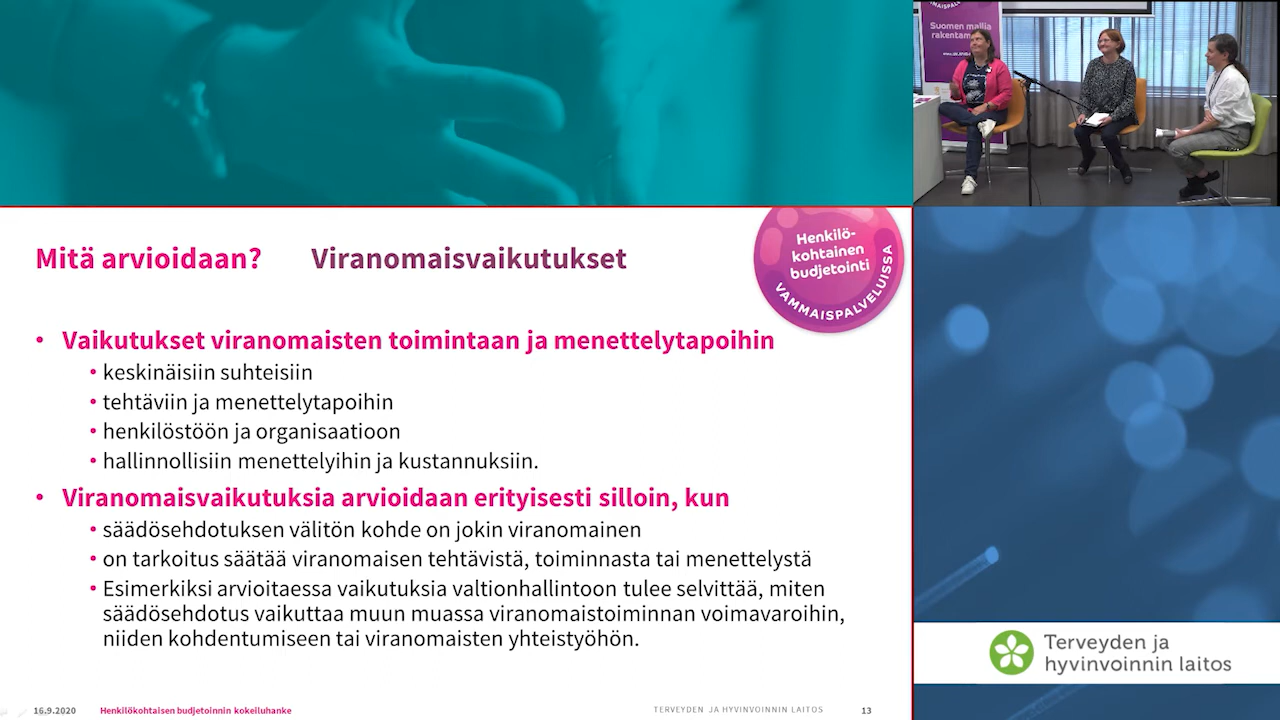 Suomen mallia
Mitä arvioidaan? Viranomaisvaikutukset
Henkilö-
kohtainen
budjetointi
VAMMAISPALVELUISSA
• Vaikutukset viranomaisten toimintaan ja menettelytapoihin
• keskinäisiin suhteisiin
• tehtäviin ja menettelytapoihin
• henkilöstöön ja organisaatioon
• hallinnollisiin menettelyihin ja kustannuksiin.
• Viranomaisvaikutuksia arvioidaan erityisesti silloin, kun
• säädösehdotuksen välitön kohde on jokin viranomainen
• on tarkoitus säätää viranomaisen tehtävistä, toiminnasta tai menettelystä
• Esimerkiksi arvioitaessa vaikutuksia valtionhallintoon tulee selvittää, miten
säädösehdotus vaikuttaa muun muassa viranomaistoiminnan voimavaroihin,
niiden kohdentumiseen tai viranomaisten yhteistyöhön.
Terveyden ja
hyvinvoinnin laitos
16.9.2020 Henkilökohtaisen budjetoinnin kokeiluhanke TERVEYDEN JA HYVINVOINNIN LAITOS 13